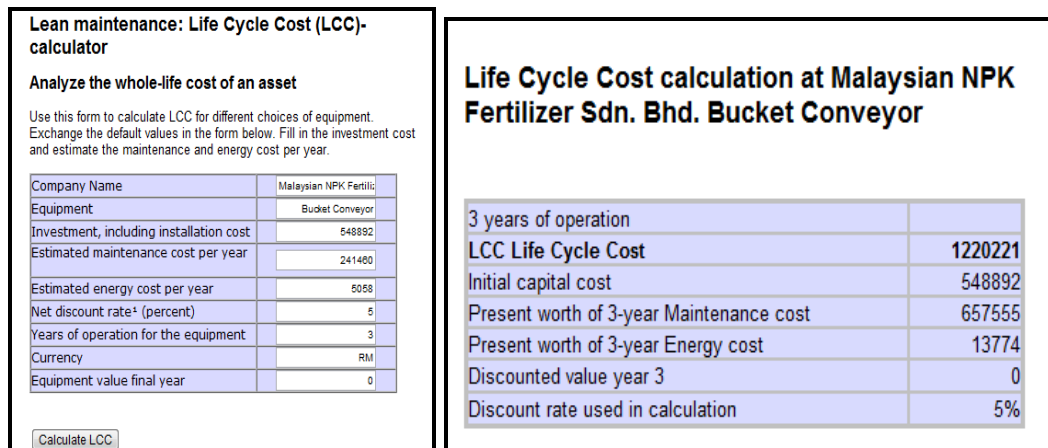 Lean maintenance: Life Cycle Cost (LCC)-
calculator
Analyze the whole-life cost of an asset
Use this form to calculate LCC for different choices of equipment.
Exchange the default values in the form below. Fill in the investment cost
and estimate the maintenance and energy cost per year.
Company Name Malaysian NPK Fertili
Equipment Bucket Conveyor
Investment, including installation cost 548892
Estimated maintenance cost per year 241460
Estimated energy cost per year 5058
Net discount rate¹ (percent) 5
Years of operation for the equipment 3
Currency RM
Equipment value final year 0
Calculate LCC
Life Cycle Cost calculation at Malaysian NPK
Fertilizer Sdn. Bhd. Bucket Conveyor
3 years of operation
LCC Life Cycle Cost 1220221
Initial capital cost 548892
Present worth of 3-year Maintenance cost 657555
Present worth of 3-year Energy cost 13774
Discounted value year 3 0
Discount rate used in calculation 5%